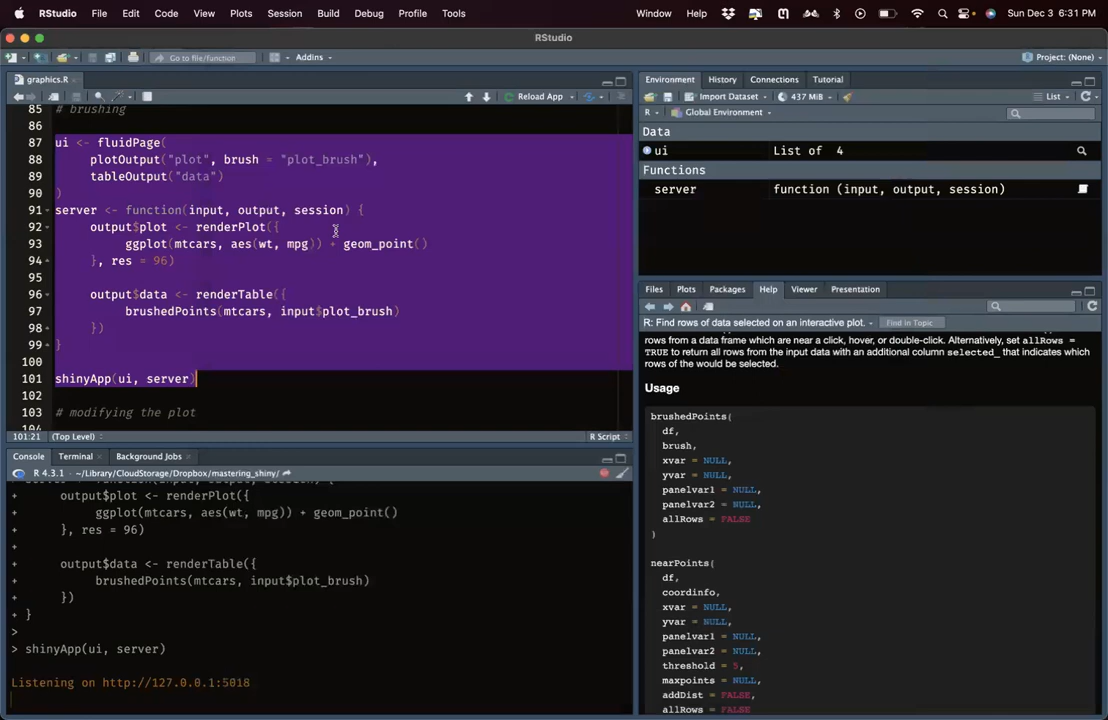 RStudio File Edit Code View Plots Session Build Debug Profile Tools Window Help Sun Dec 3 6:31 PM
RStudio
Go to file/function Addins Project: (None)
graphics.R
Reload App
85 # brushing
86
87 ui <- fluidPage(
88 plotOutput("plot", brush = "plot_brush"),
89 tableOutput("data")
90 )
91 server <- function(input, output, session) {
92 output$plot <- renderPlot({
93 ggplot(mtcars, aes(wt, mpg)) + geom_point()
94 }, res = 96)
95
96 output$data <- renderTable({
97 brushedPoints(mtcars, input$plot_brush)
98 })
99 }
100
101 shinyApp(ui, server)
102
103 # modifying the plot
104
101:21 (Top Level) R Script
Console Terminal Background Jobs
R 4.3.1 · ~/Library/CloudStorage/Dropbox/mastering_shiny/
+ output$plot <- renderPlot({
+ ggplot(mtcars, aes(wt, mpg)) + geom_point()
+ }, res = 96)
+
+ output$data <- renderTable({
+ brushedPoints(mtcars, input$plot_brush)
+ })
+ }
>
> shinyApp(ui, server)
Listening on http://127.0.0.1:5018
Environment History Connections Tutorial
Import Dataset 437 MiB List
R Global Environment
Data
ui List of 4
Functions
server function (input, output, session)
Files Plots Packages Help Viewer Presentation
R: Find rows of data selected on an interactive plot. Find in Topic
rows from a data frame which are near a click, hover, or double-click. Alternatively, set allRows =
TRUE to return all rows from the input data with an additional column selected_ that indicates which
rows of the would be selected.
Usage
brushedPoints(
df,
brush,
xvar = NULL,
yvar = NULL,
panelvar1 = NULL,
panelvar2 = NULL,
allRows = FALSE
)
nearPoints(
df,
coordinfo,
xvar = NULL,
yvar = NULL,
panelvar1 = NULL,
panelvar2 = NULL,
threshold = 5,
maxpoints = NULL,
addDist = FALSE,
allRows = FALSE